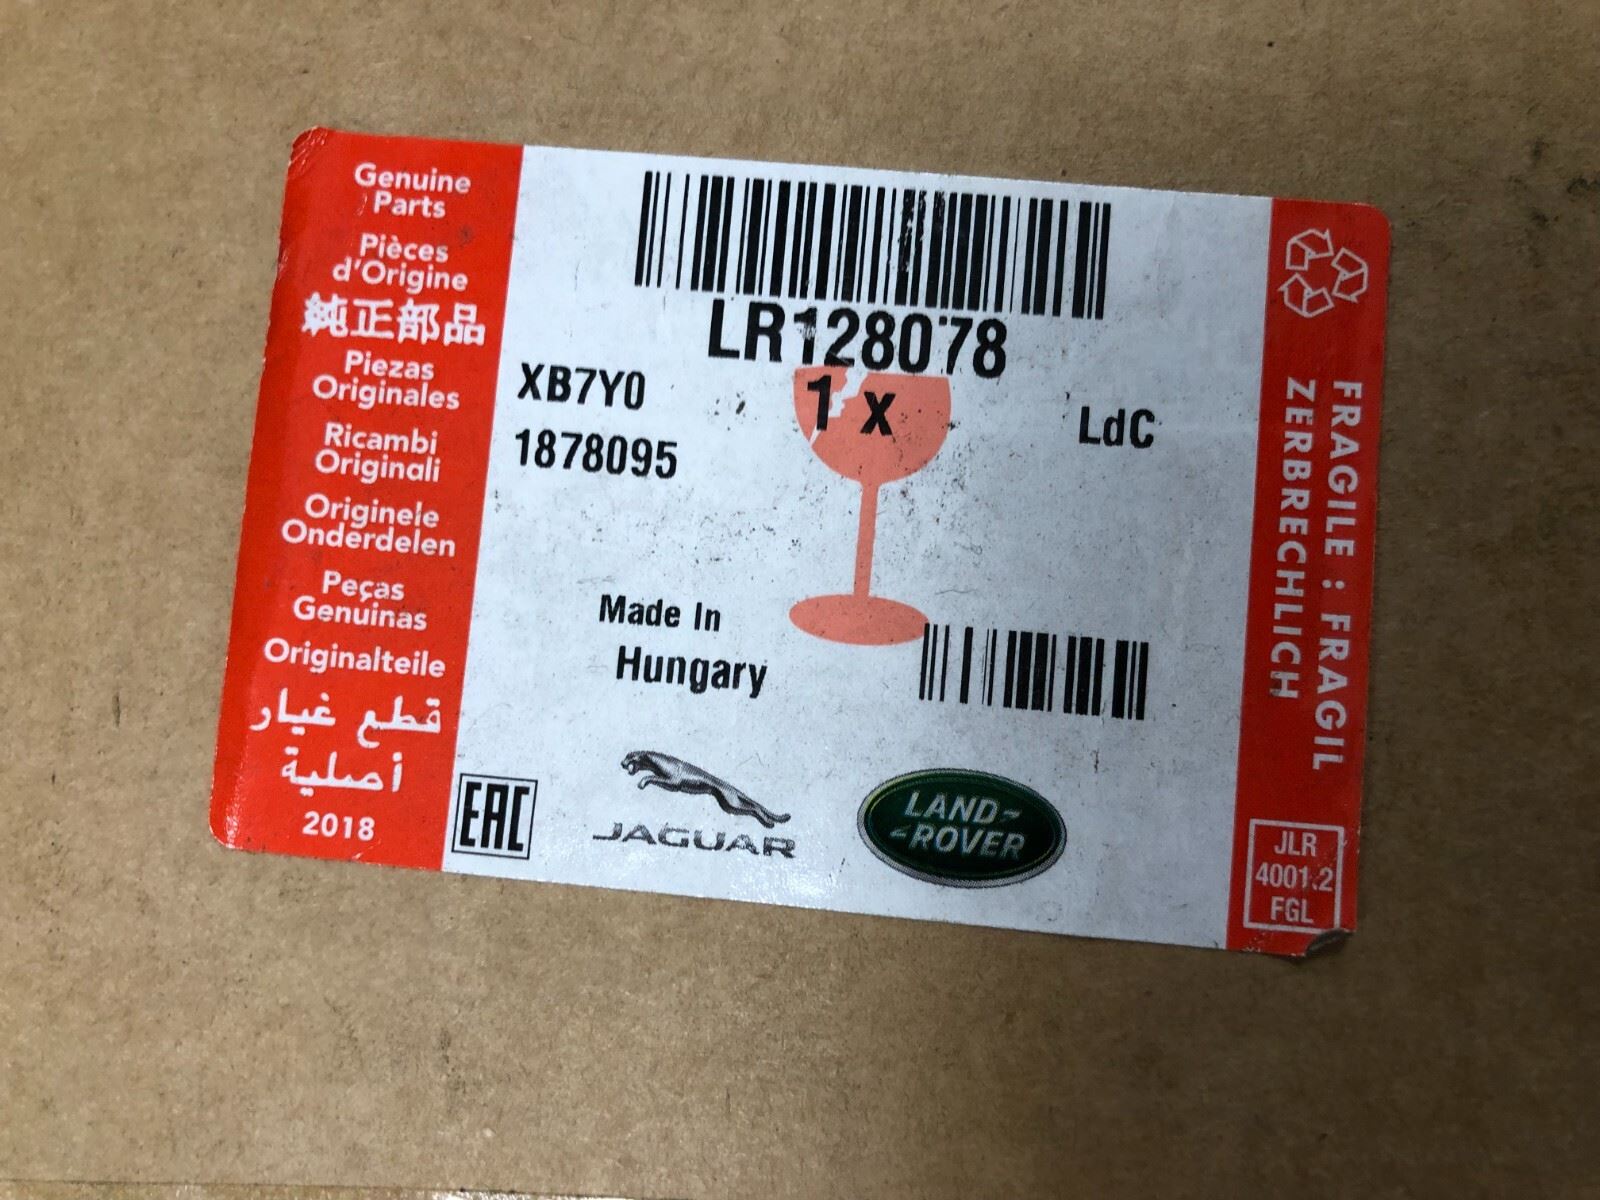 Genuine
Parts
Pièces
d'Origine
純正部品
Piezas
Originales
Ricambi
Originali
Originele
Onderdelen
Peças
Genuinas
Originalteile
قطع غيار
أصلية
2018
LR128078
XB7Y0
1 x
LdC
1878095
Made In
Hungary
EAC
JAGUAR
LAND-
-ROVER
FRAGILE : FRAGIL
ZERBRECHLICH
JLR
4001.2
FGL